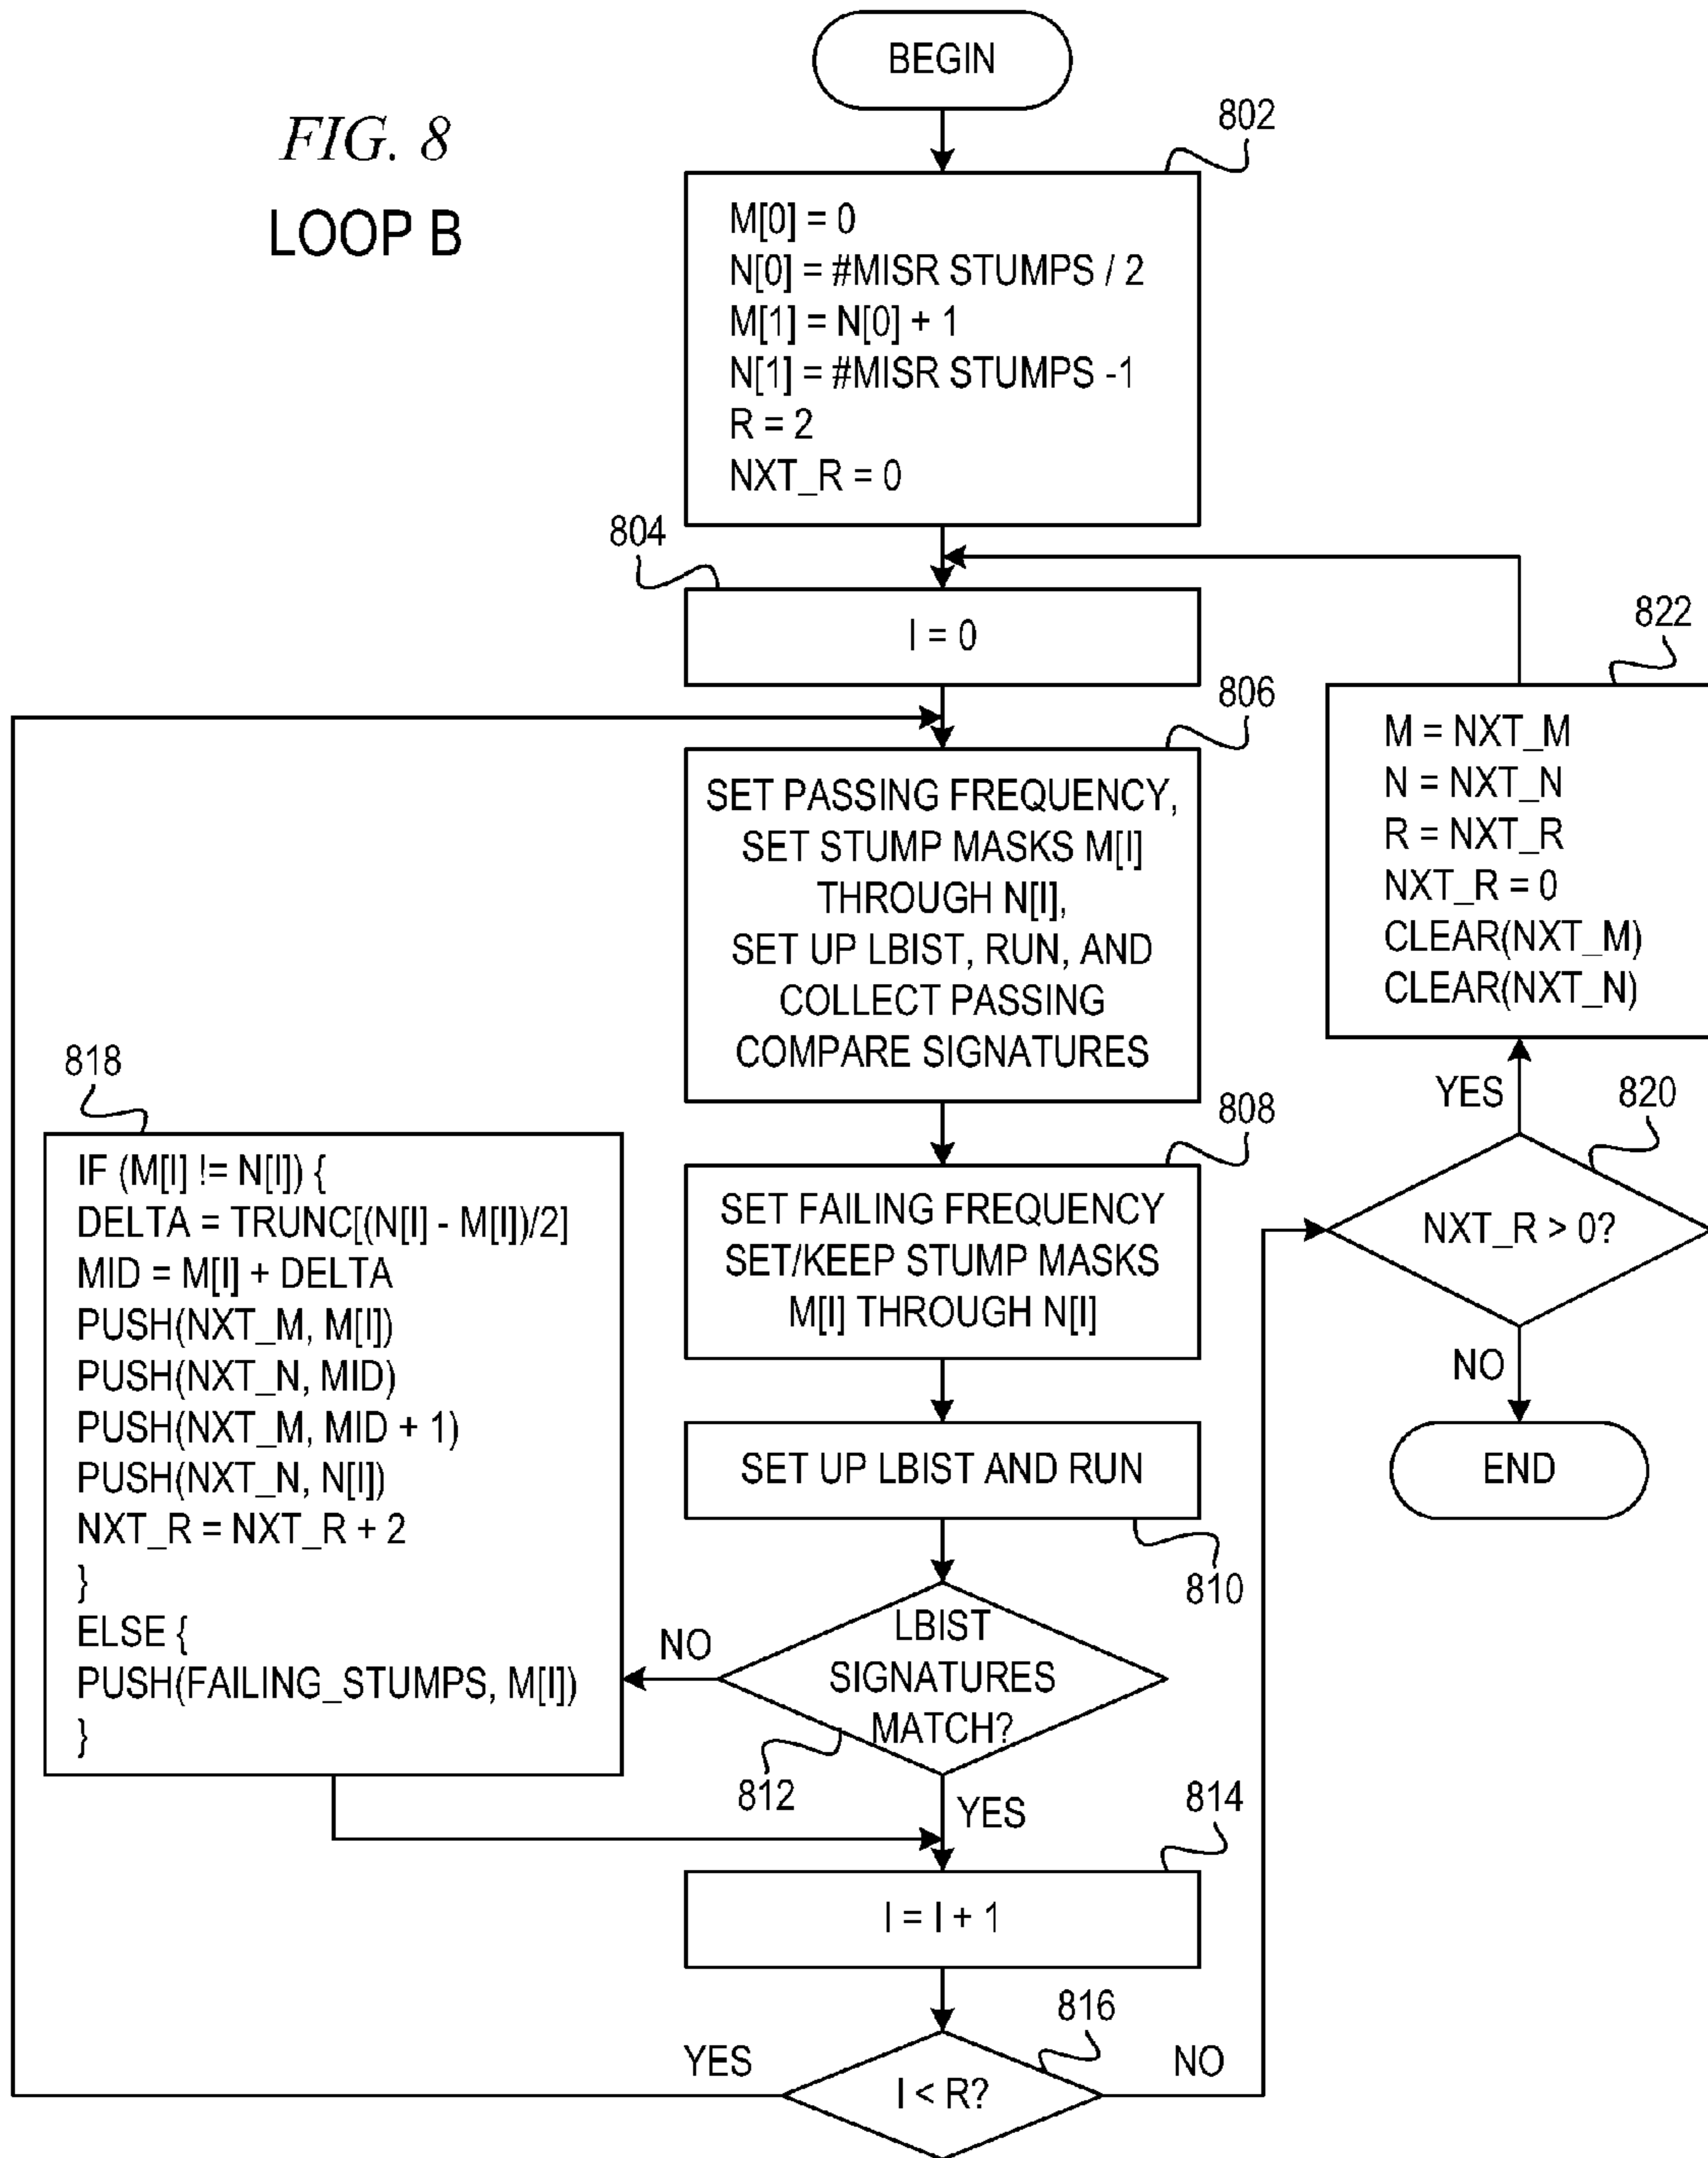 FIG. 8
LOOP B
BEGIN
802
M[0] = 0
N[0] = #MISR STUMPS / 2
M[1] = N[0] + 1
N[1] = #MISR STUMPS -1
R = 2
NXT_R = 0
804
I = 0
806
SET PASSING FREQUENCY,
SET STUMP MASKS M[I]
THROUGH N[I],
SET UP LBIST, RUN, AND
COLLECT PASSING
COMPARE SIGNATURES
808
SET FAILING FREQUENCY
SET/KEEP STUMP MASKS
M[I] THROUGH N[I]
SET UP LBIST AND RUN
810
LBIST
SIGNATURES
MATCH?
812
NO
YES
818
IF (M[I] != N[I]) {
DELTA = TRUNC[(N[I] - M[I])/2]
MID = M[I] + DELTA
PUSH(NXT_M, M[I])
PUSH(NXT_N, MID)
PUSH(NXT_M, MID + 1)
PUSH(NXT_N, N[I])
NXT_R = NXT_R + 2
}
ELSE {
PUSH(FAILING_STUMPS, M[I])
}
814
I = I + 1
816
I < R?
YES
NO
820
NXT_R > 0?
YES
NO
822
M = NXT_M
N = NXT_N
R = NXT_R
NXT_R = 0
CLEAR(NXT_M)
CLEAR(NXT_N)
END